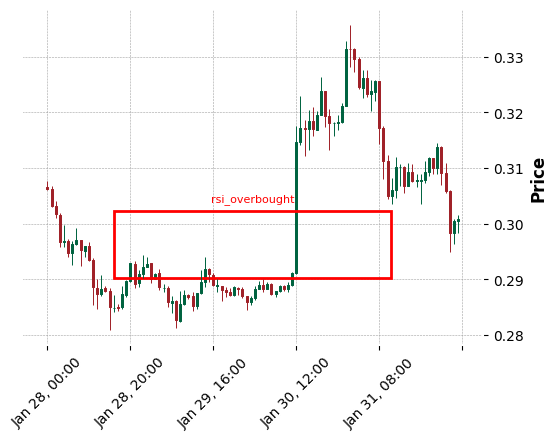 0.33
0.32
0.31
rsi_overbought
0.30
0.29
0.28
Price
Jan 28, 00:00
Jan 28, 20:00
Jan 29, 16:00
Jan 30, 12:00
Jan 31, 08:00